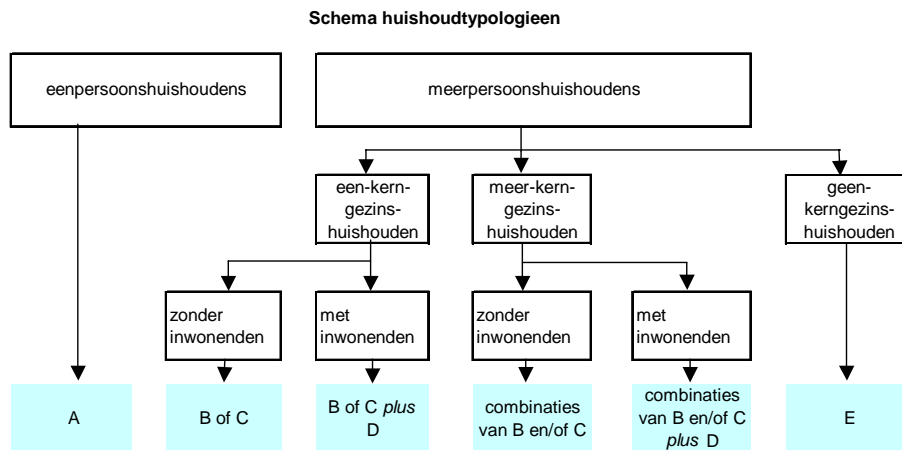 Schema huishoudtypologieen
eenpersoonshuishoudens
meerpersoonshuishoudens
een-kern-
gezins-
huishouden
meer-kern-
gezins-
huishouden
geen-
kerngezins-
huishouden
zonder
inwonenden
met
inwonenden
zonder
inwonenden
met
inwonenden
A
B of C
B of C plus
D
combinaties
van B en/of C
combinaties
van B en/of C
plus D
E